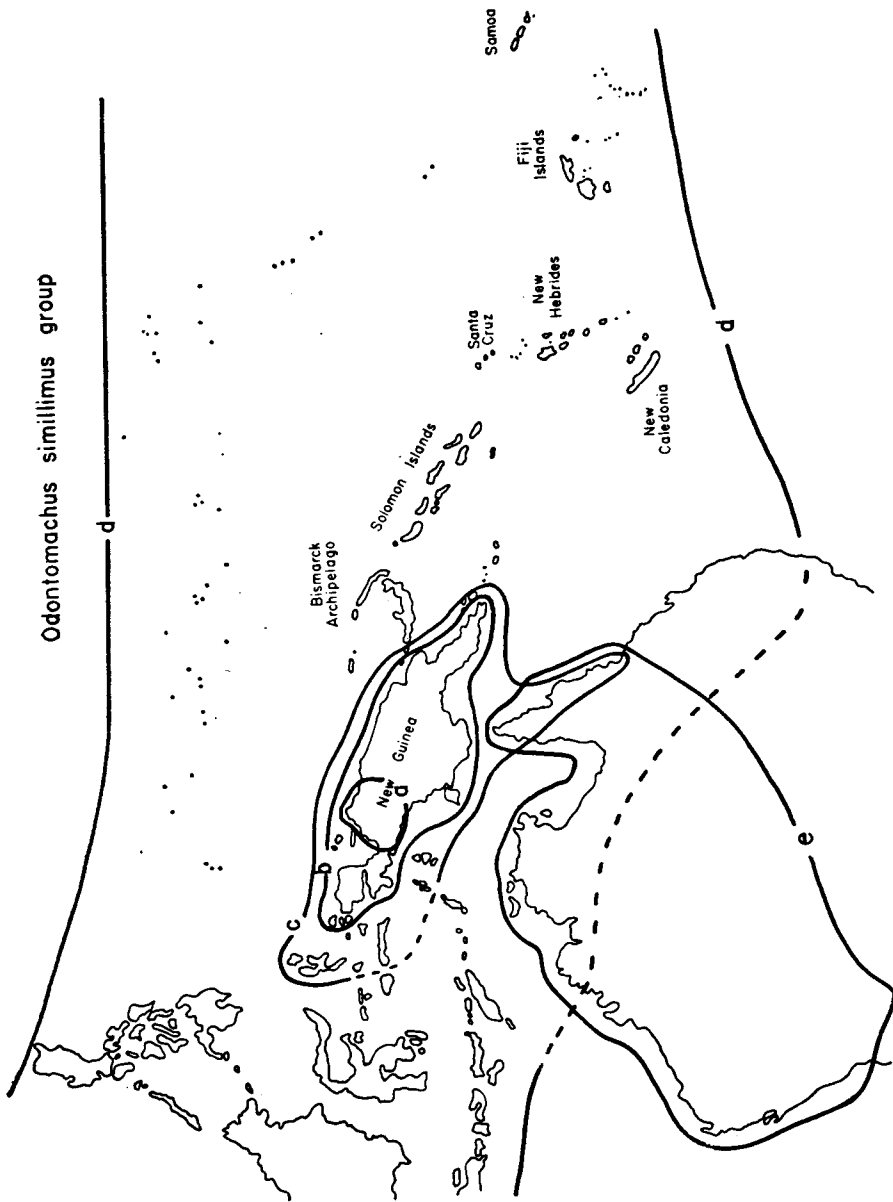 Odontomachus simillimus group
d
Samoa
Fiji
Islands
Santa
Cruz
New
Hebrides
Solomon Islands
Bismarck
Archipelago
New
Caledonia
d
c
b
New Guinea
a
e